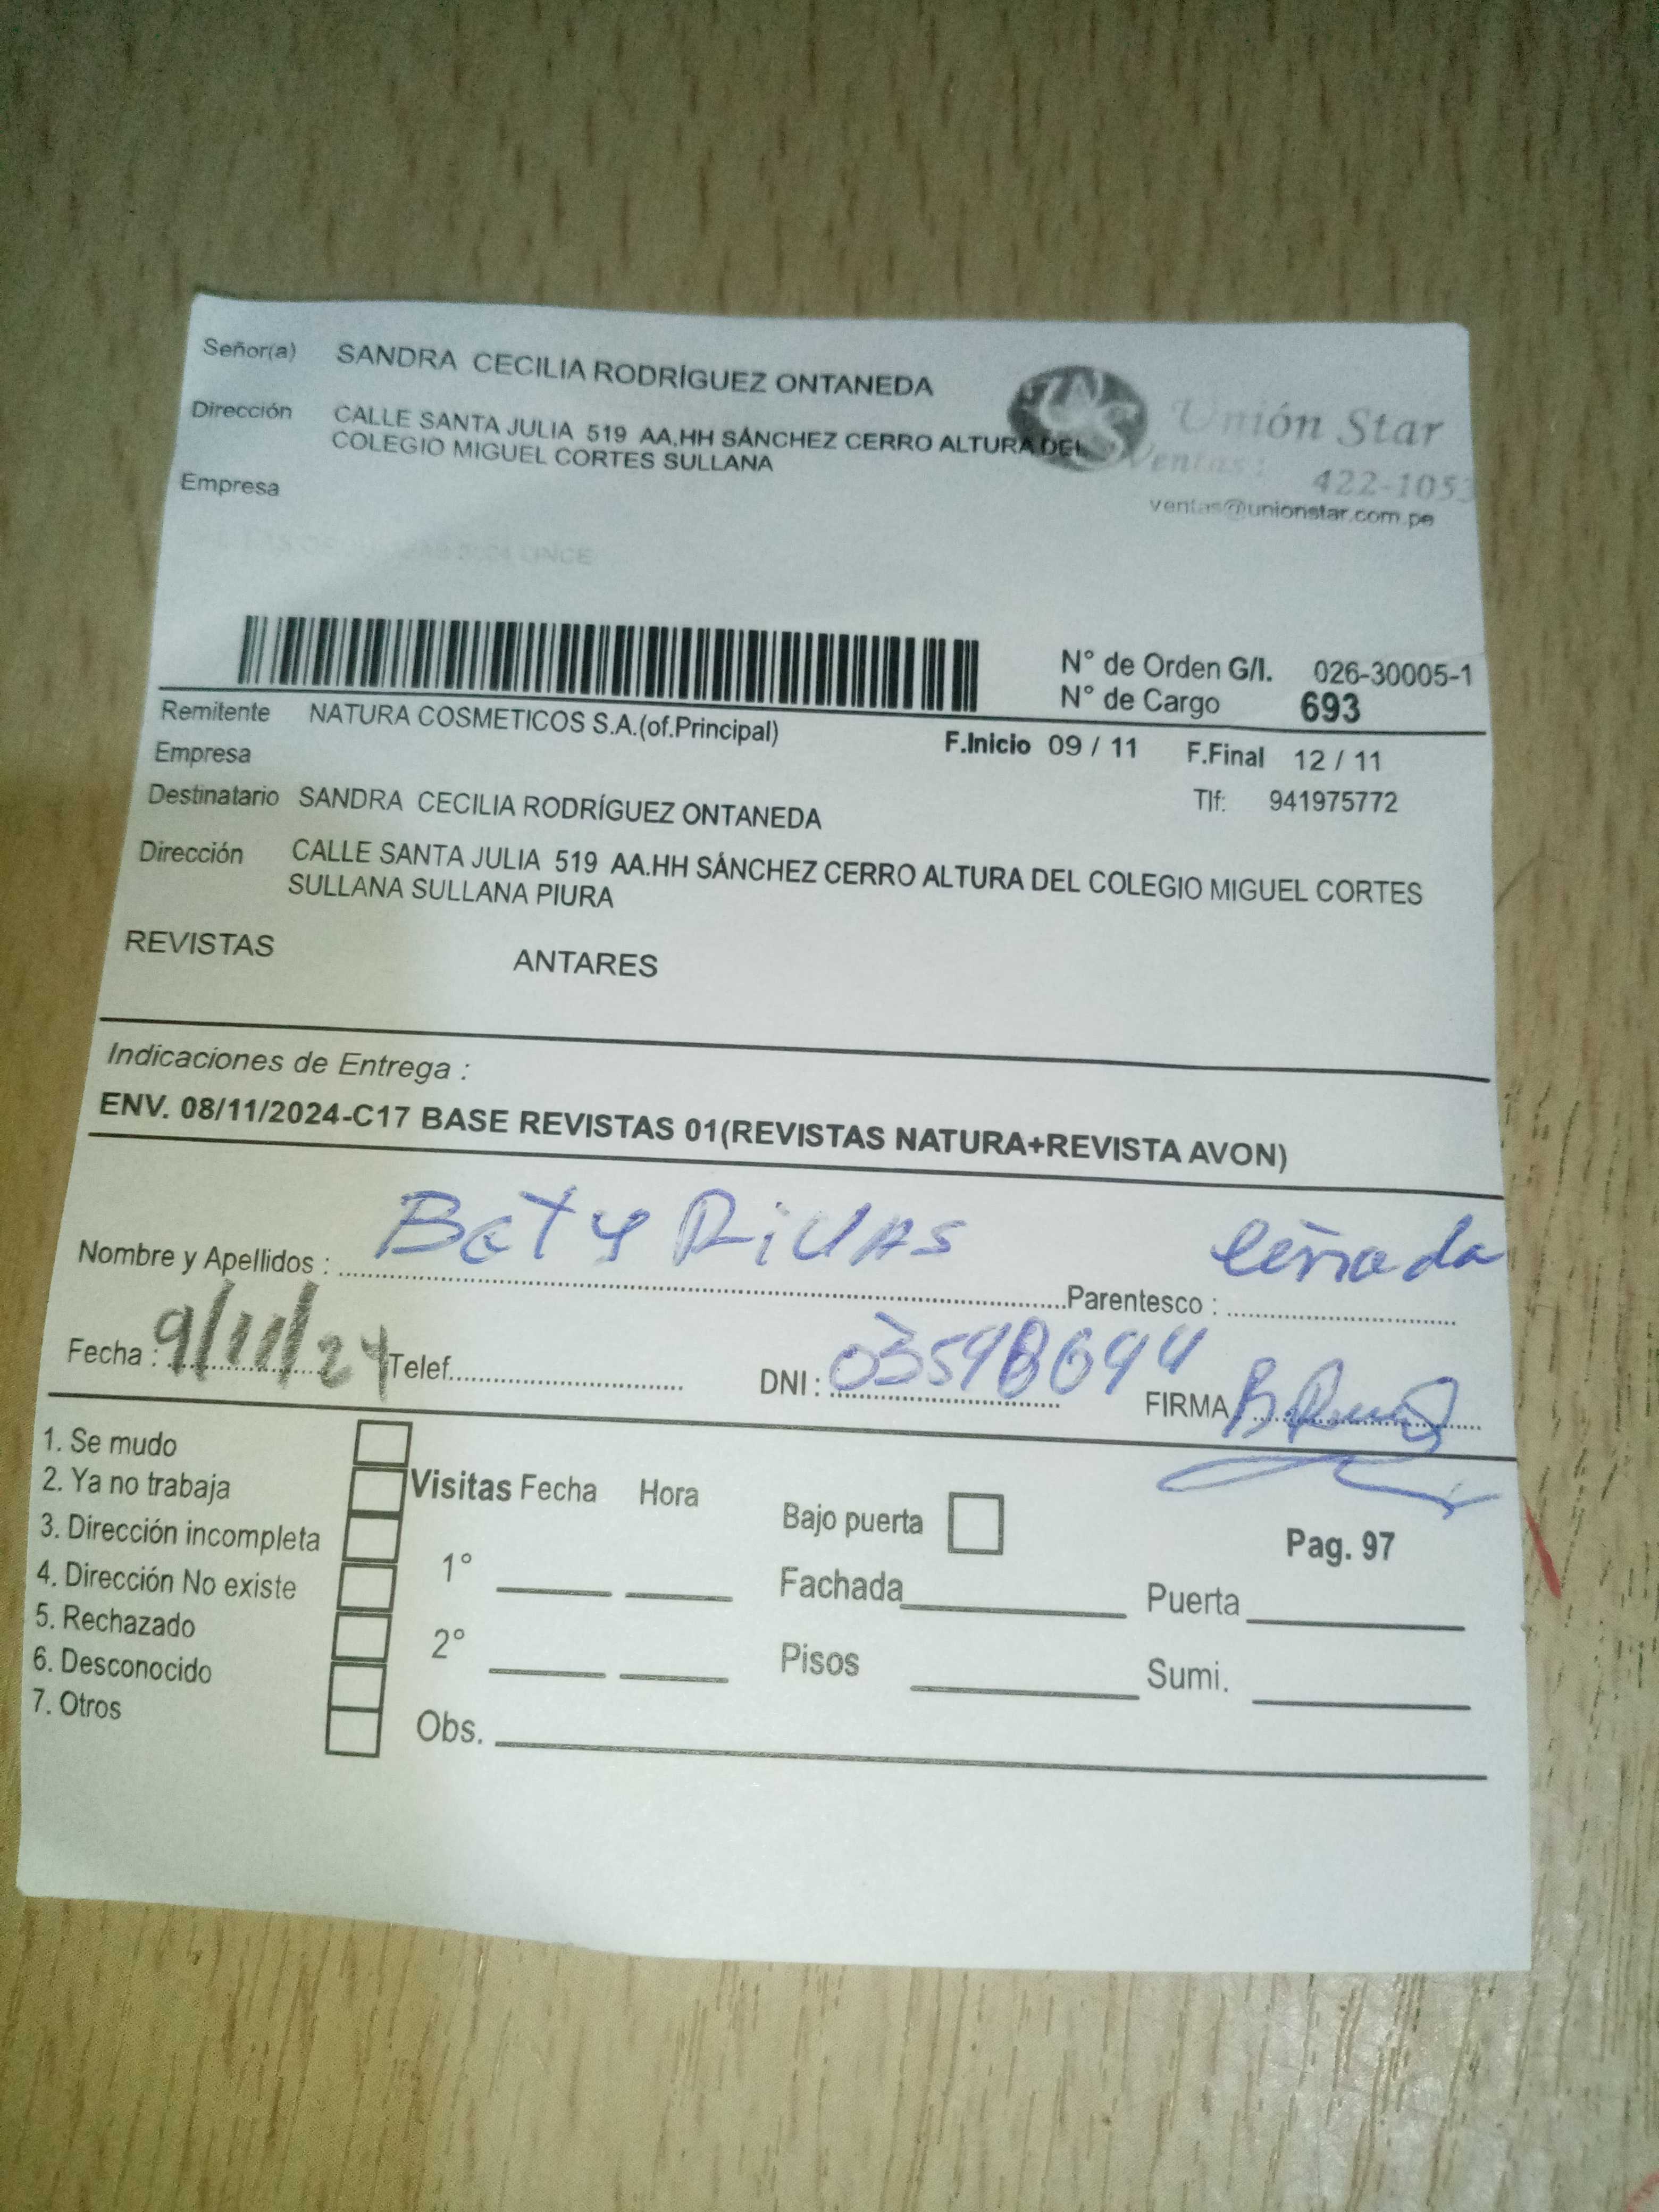 Señor(a) SANDRA CECILIA RODRÍGUEZ ONTANEDA
Dirección CALLE SANTA JULIA 519 AA.HH SÁNCHEZ CERRO ALTURA DEL
COLEGIO MIGUEL CORTES SULLANA
Empresa
Unión Star
Ventas:
422-1053
ventas@unionstar.com.pe
N° de Orden G/I. 026-30005-1
N° de Cargo 693
Remitente NATURA COSMETICOS S.A.(of.Principal)
F.Inicio 09 / 11 F.Final 12 / 11
Empresa
Destinatario SANDRA CECILIA RODRÍGUEZ ONTANEDA
Tlf: 941975772
Dirección CALLE SANTA JULIA 519 AA.HH SÁNCHEZ CERRO ALTURA DEL COLEGIO MIGUEL CORTES
SULLANA SULLANA PIURA
REVISTAS ANTARES
Indicaciones de Entrega :
ENV. 08/11/2024-C17 BASE REVISTAS 01(REVISTAS NATURA+REVISTA AVON)
Nombre y Apellidos : Bety RiVAS Parentesco :
Fecha : 9/11/24 Telef. DNI : 03598694 FIRMA
1. Se mudo
2. Ya no trabaja
3. Dirección incompleta
4. Dirección No existe
5. Rechazado
6. Desconocido
7. Otros
Visitas Fecha Hora
1°
2°
Obs.
Bajo puerta
Pag. 97
Fachada Puerta
Pisos Sumi.